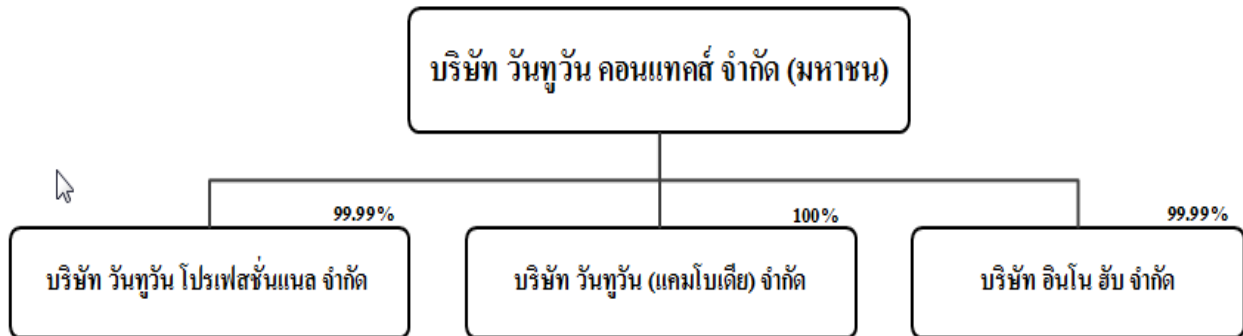 บริษัท วันทูวัน คอนแทคส์ จำกัด (มหาชน)
99.99%
100%
99.99%
บริษัท วันทูวัน โปรเฟสชั่นแนล จำกัด
บริษัท วันทูวัน (แคมโบเดีย) จำกัด
บริษัท อินโน ฮับ จำกัด